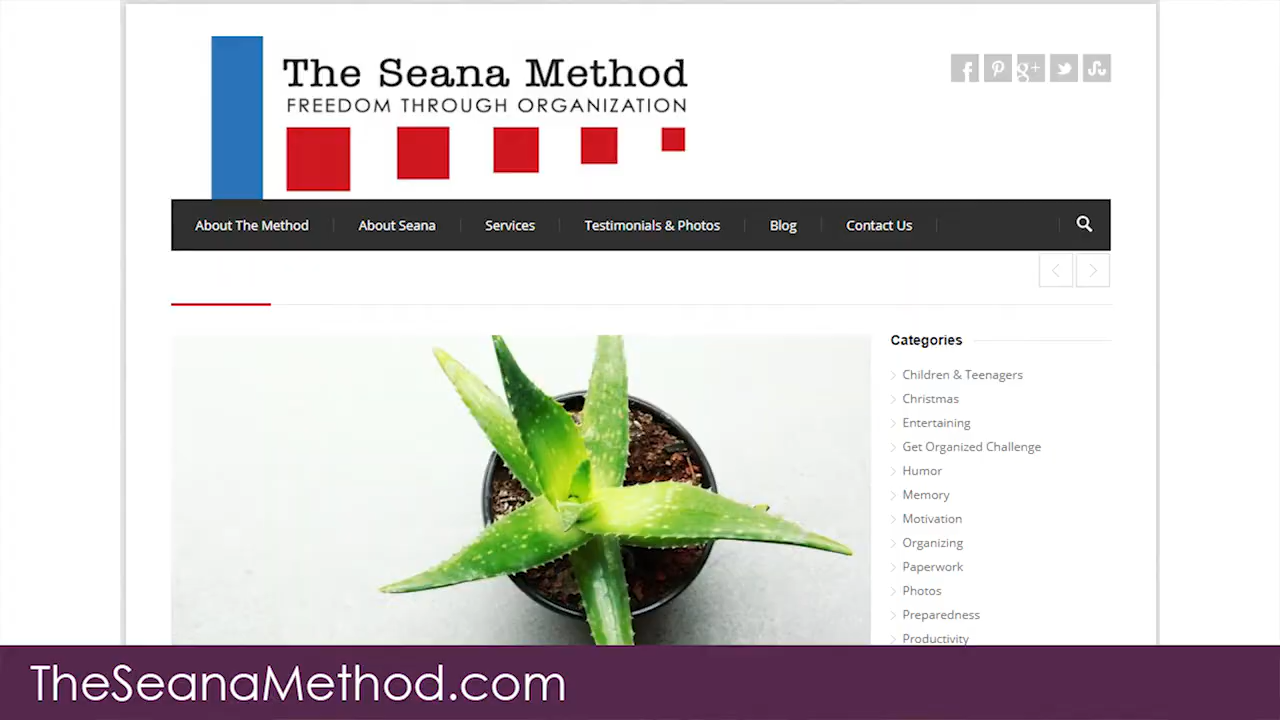 The Seana Method
FREEDOM THROUGH ORGANIZATION
About The Method
About Seana
Services
Testimonials & Photos
Blog
Contact Us
Categories
Children & Teenagers
Christmas
Entertaining
Get Organized Challenge
Humor
Memory
Motivation
Organizing
Paperwork
Photos
Preparedness
Productivity
TheSeanaMethod.com